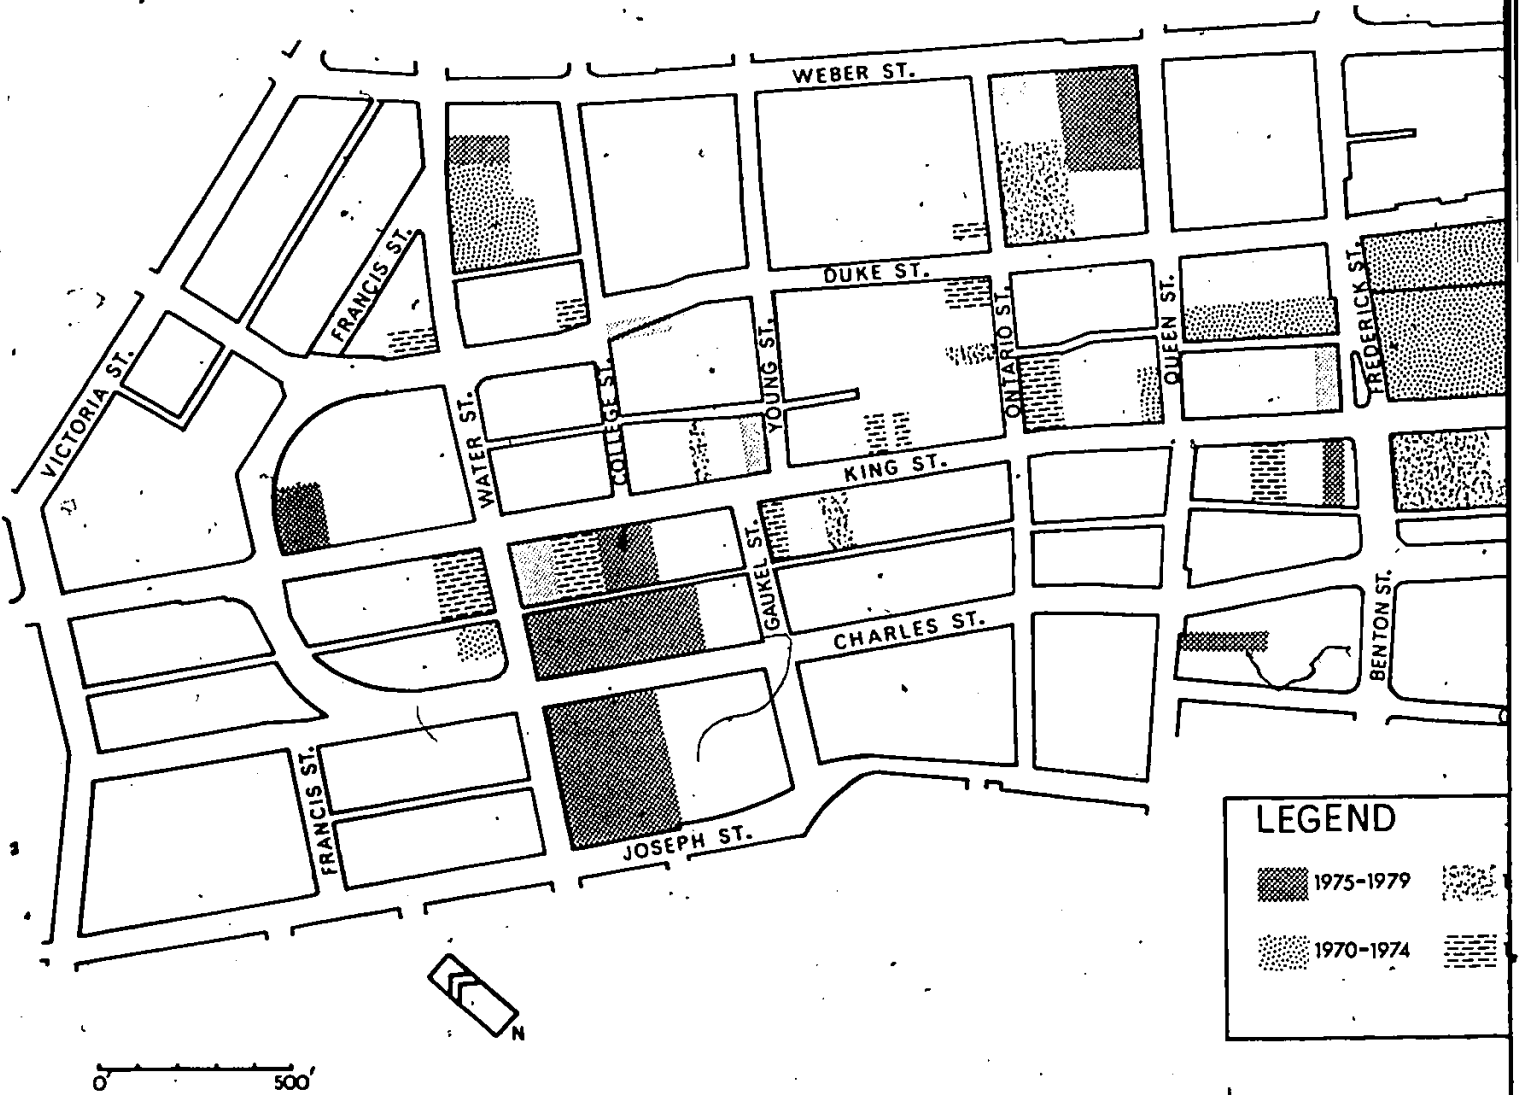 WEBER ST.
FRANCIS ST.
DUKE ST.
VICTORIA ST.
WATER ST.
COLLEGE ST.
YOUNG ST.
ONTARIO ST.
QUEEN ST.
FREDERICK ST.
KING ST.
GAUKEL ST.
CHARLES ST.
BENTON ST.
FRANCIS ST.
JOSEPH ST.
LEGEND
1975-1979
1970-1974
N
0' 500'